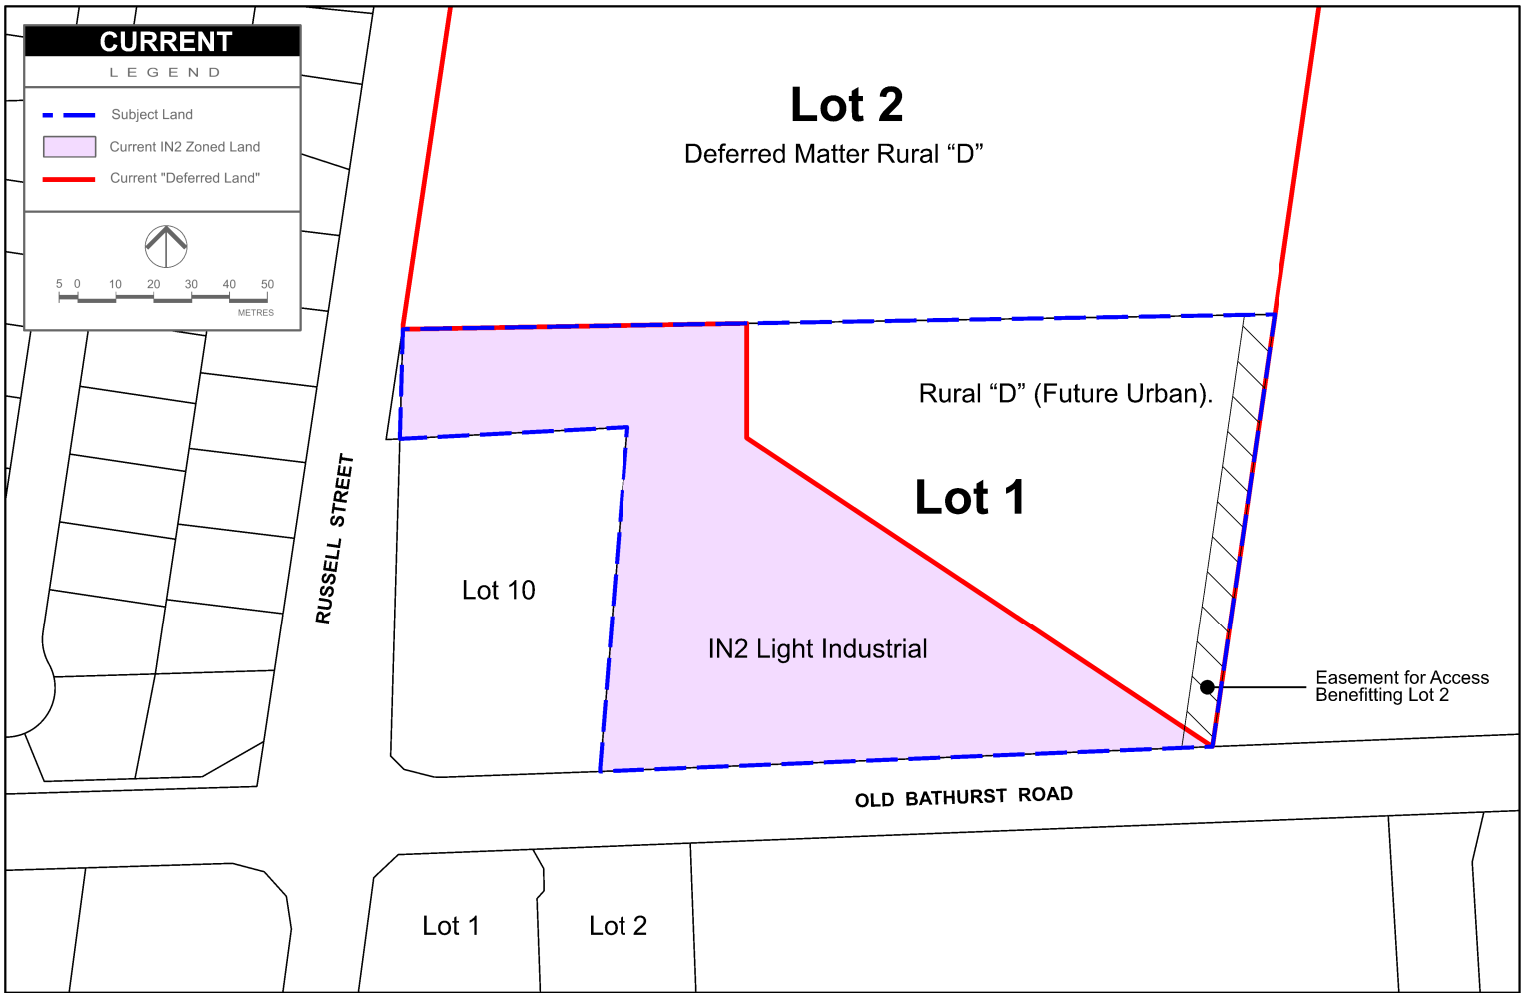 CURRENT
LEGEND
Subject Land
Current IN2 Zoned Land
Current "Deferred Land"
5 0 10 20 30 40 50
METRES
Lot 2
Deferred Matter Rural “D”
Rural “D” (Future Urban).
Lot 1
RUSSELL STREET
Lot 10
IN2 Light Industrial
Easement for Access
Benefitting Lot 2
OLD BATHURST ROAD
Lot 1
Lot 2